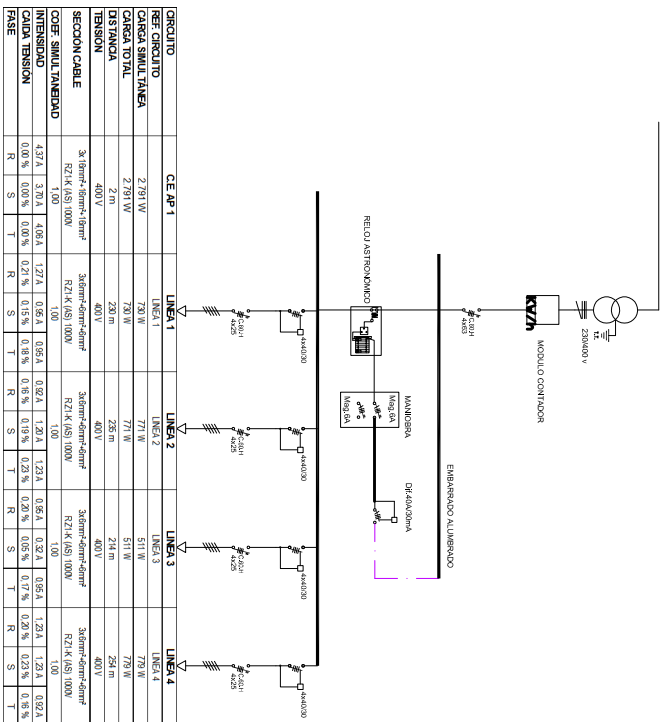 230/400 v
f.t.
KW/h
MODULO CONTADOR
C.60.H
4x63
EMBARRADO ALUMBRADO
RELOJ ASTRONÓMICO
MANIOBRA
Mag.6A
Mag.6A
Dif.40A/30mA
4x40/30 4x40/30 4x40/30 4x40/30
C.60.H C.60.H C.60.H C.60.H
4x25 4x25 4x25 4x25
CIRCUITO C.E. AP 1 LINEA 1 LINEA 2 LINEA 3 LINEA 4
REF. CIRCUITO LINEA 1 LINEA 2 LINEA 3 LINEA 4
CARGA SIMULTÁNEA 2.791 W 730 W 771 W 511 W 779 W
CARGA TOTAL 2.791 W 730 W 771 W 511 W 779 W
DISTANCIA 2 m 230 m 235 m 214 m 254 m
TENSIÓN 400 V 400 V 400 V 400 V 400 V
SECCIÓN CABLE 3x16mm²+16mm²+16mm² 3x6mm²+6mm²+6mm² 3x6mm²+6mm²+6mm² 3x6mm²+6mm²+6mm² 3x6mm²+6mm²+6mm²
RZ1-K (AS) 1000V RZ1-K (AS) 1000V RZ1-K (AS) 1000V RZ1-K (AS) 1000V RZ1-K (AS) 1000V
COEF. SIMULTANEIDAD 1,00 1,00 1,00 1,00 1,00
INTENSIDAD 4,37 A 3,70 A 4,06 A 1,27 A 0,95 A 0,95 A 0,92 A 1,20 A 1,23 A 0,95 A 0,32 A 0,95 A 1,23 A 1,23 A 0,92 A
CAIDA TENSIÓN 0,00 % 0,00 % 0,00 % 0,21 % 0,15 % 0,18 % 0,16 % 0,19 % 0,23 % 0,20 % 0,05 % 0,17 % 0,20 % 0,23 % 0,16 %
FASE R S T R S T R S T R S T R S T